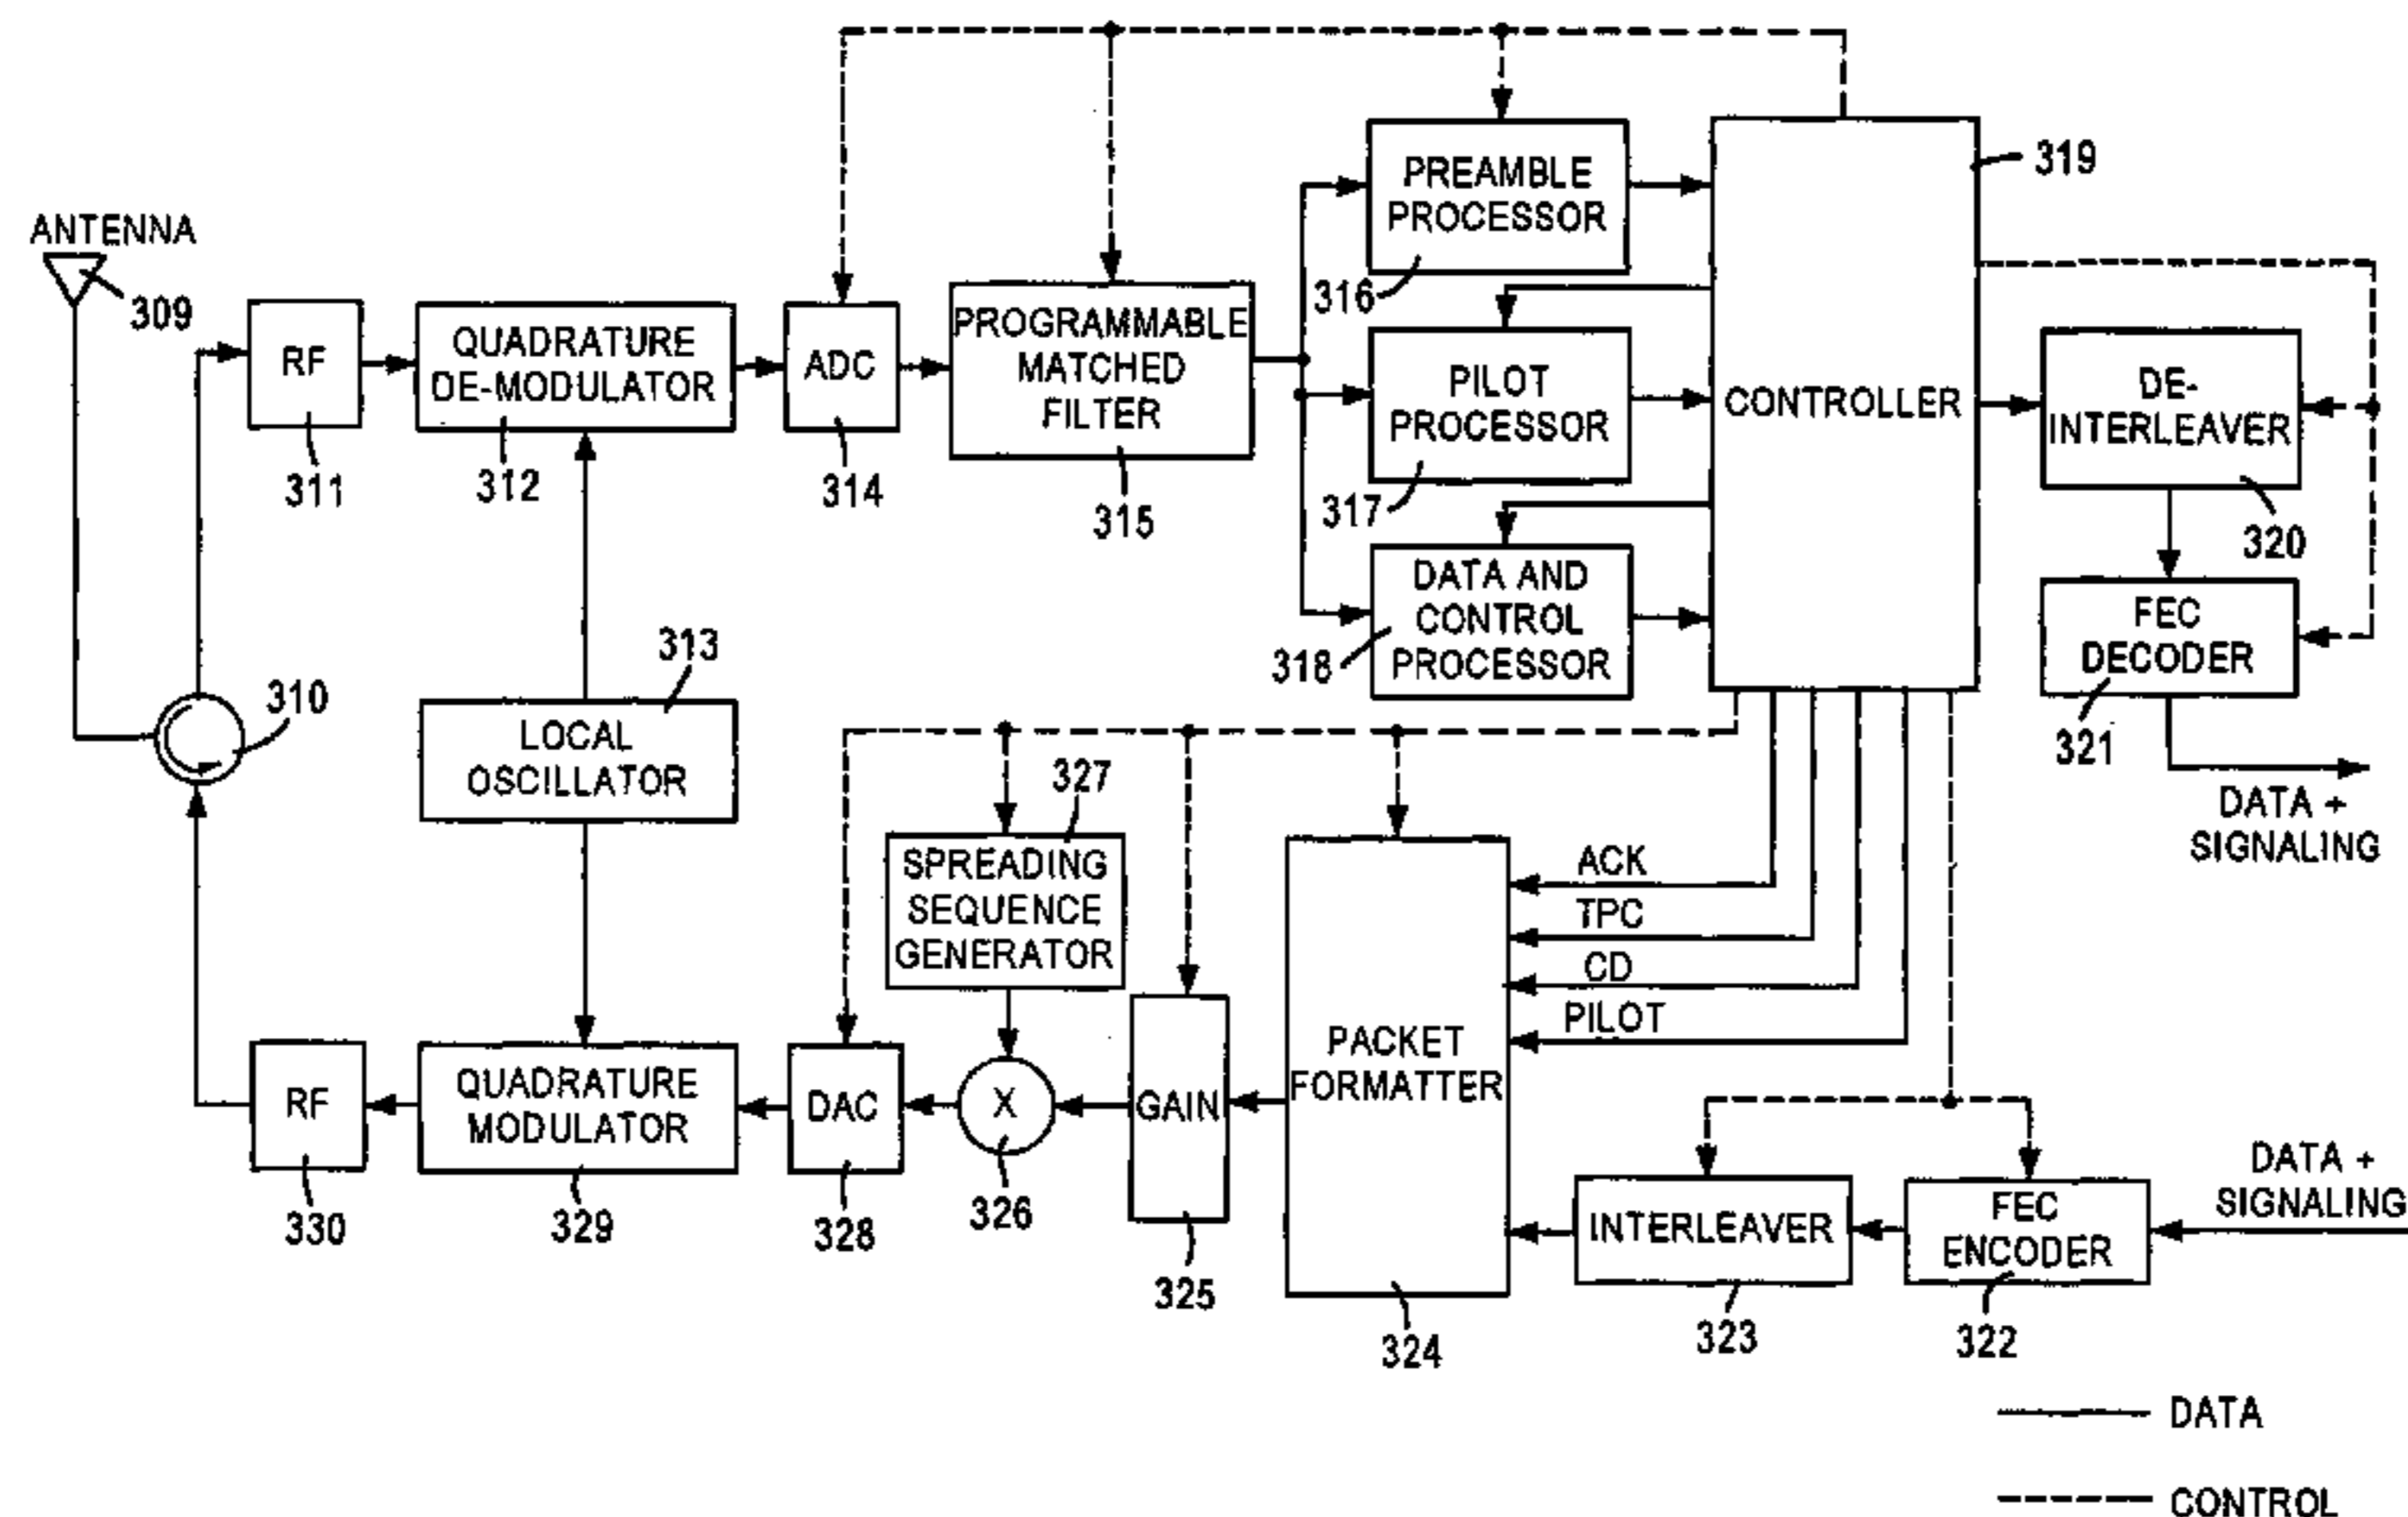 ANTENNA
309
310
RF
311
QUADRATURE
DE-MODULATOR
312
LOCAL
OSCILLATOR
313
ADC
314
PROGRAMMABLE
MATCHED
FILTER
315
PREAMBLE
PROCESSOR
316
PILOT
PROCESSOR
317
DATA AND
CONTROL
PROCESSOR
318
CONTROLLER
319
DE-
INTERLEAVER
320
FEC
DECODER
321
DATA +
SIGNALING
ACK
TPC
CD
PILOT
DATA +
SIGNALING
FEC
ENCODER
322
INTERLEAVER
323
PACKET
FORMATTER
324
GAIN
325
X
326
SPREADING
SEQUENCE
GENERATOR
327
DAC
328
QUADRATURE
MODULATOR
329
RF
330
DATA
CONTROL